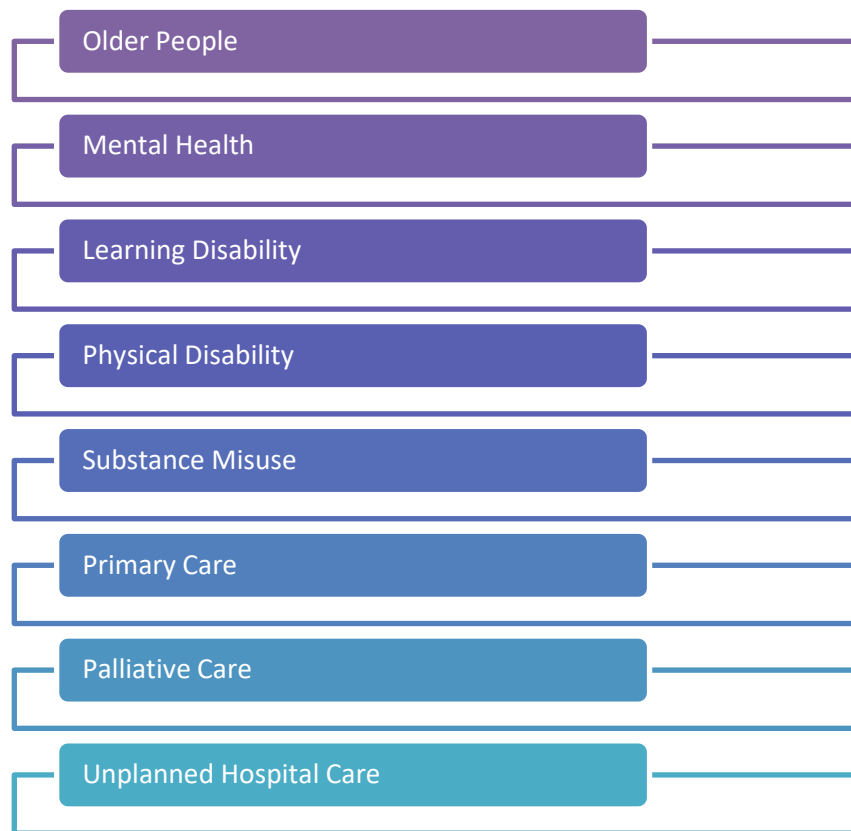 Older People
Mental Health
Learning Disability
Physical Disability
Substance Misuse
Primary Care
Palliative Care
Unplanned Hospital Care